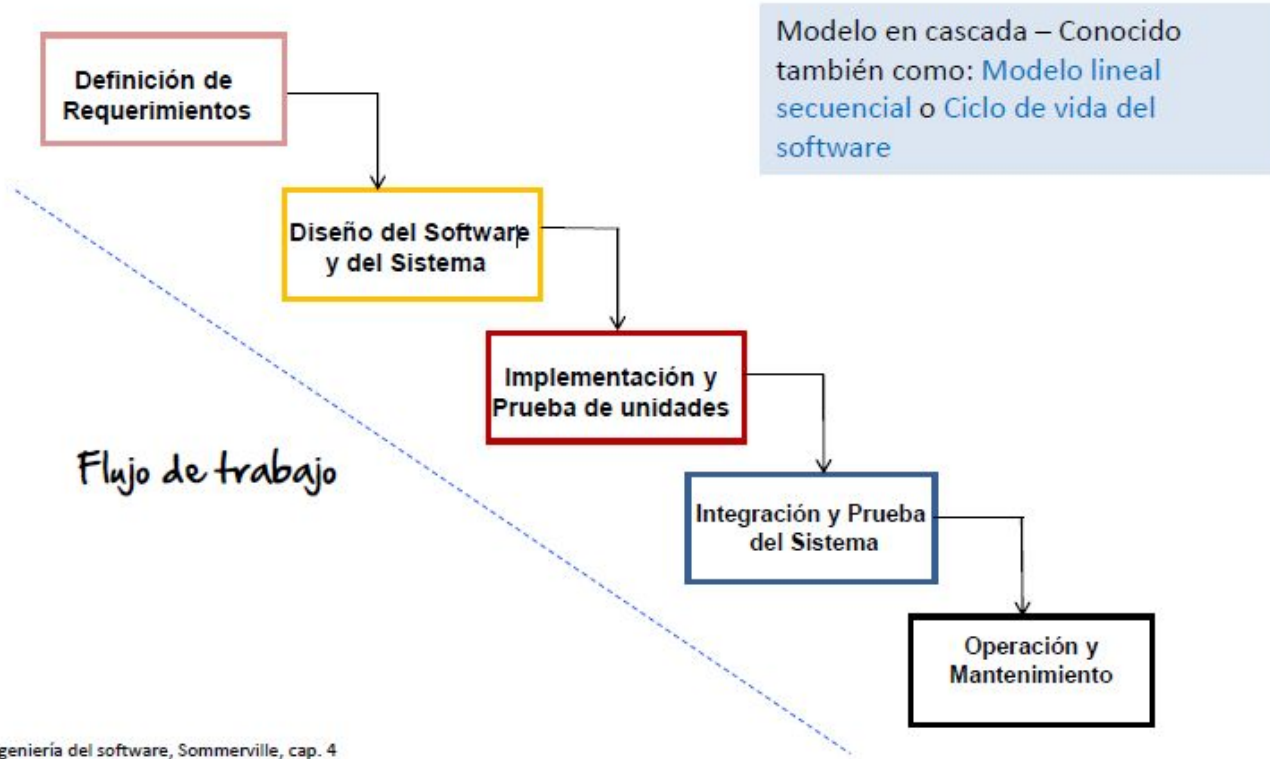 Modelo en cascada – Conocido
también como: Modelo lineal
secuencial o Ciclo de vida del
software
Definición de
Requerimientos
Diseño del Software
y del Sistema
Implementación y
Prueba de unidades
Flujo de trabajo
Integración y Prueba
del Sistema
Operación y
Mantenimiento
geniería del software, Sommerville, cap. 4